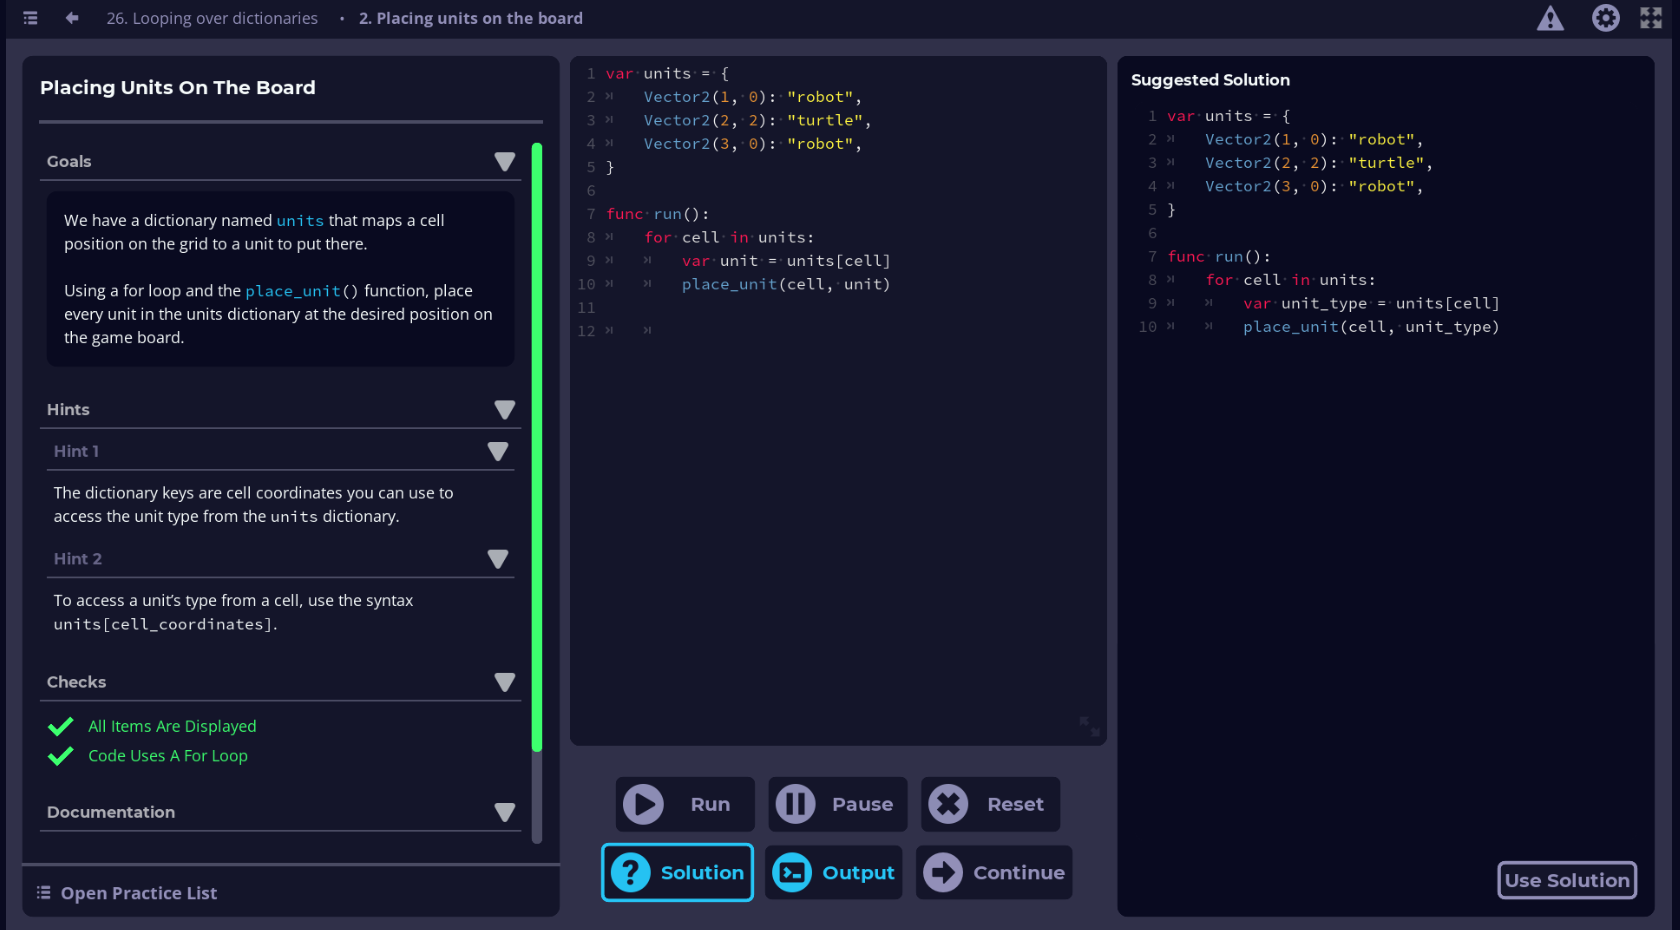 26. Looping over dictionaries • 2. Placing units on the board
Placing Units On The Board
Goals
We have a dictionary named units that maps a cell
position on the grid to a unit to put there.
Using a for loop and the place_unit() function, place
every unit in the units dictionary at the desired position on
the game board.
Hints
Hint 1
The dictionary keys are cell coordinates you can use to
access the unit type from the units dictionary.
Hint 2
To access a unit's type from a cell, use the syntax
units[cell_coordinates].
Checks
All Items Are Displayed
Code Uses A For Loop
Documentation
Open Practice List
1 var units = {
2 Vector2(1, 0): "robot",
3 Vector2(2, 2): "turtle",
4 Vector2(3, 0): "robot",
5 }
6
7 func run():
8 for cell in units:
9 var unit = units[cell]
10 place_unit(cell, unit)
11
12
Run
Pause
Reset
Solution
Output
Continue
Suggested Solution
1 var units = {
2 Vector2(1, 0): "robot",
3 Vector2(2, 2): "turtle",
4 Vector2(3, 0): "robot",
5 }
6
7 func run():
8 for cell in units:
9 var unit_type = units[cell]
10 place_unit(cell, unit_type)
Use Solution